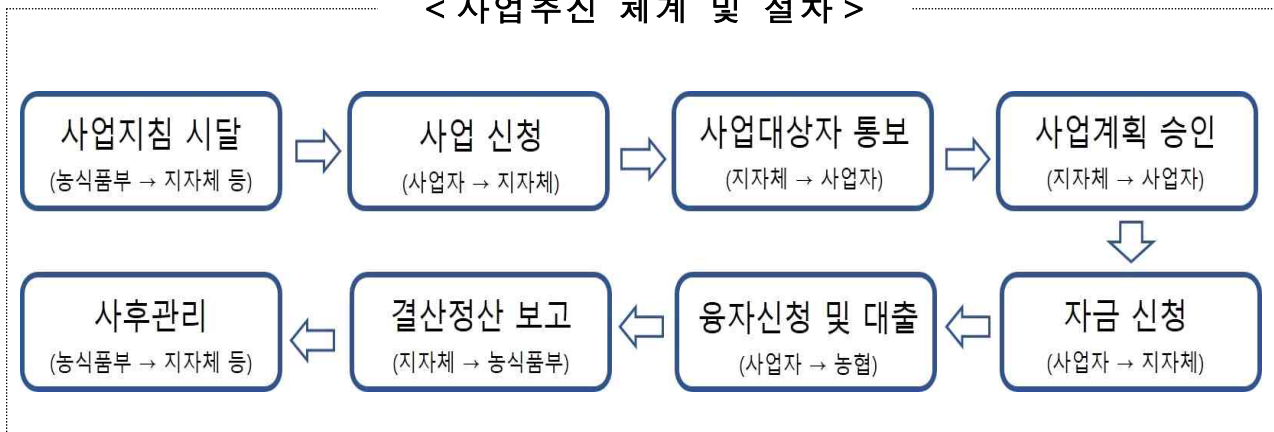 < 사업추진 체계 및 절차 >
사업지침 시달
(농식품부 → 지자체 등)
사업 신청
(사업자 → 지자체)
사업대상자 통보
(지자체 → 사업자)
사업계획 승인
(지자체 → 사업자)
자금 신청
(사업자 → 지자체)
융자신청 및 대출
(사업자 → 농협)
결산정산 보고
(지자체 → 농식품부)
사후관리
(농식품부 → 지자체 등)